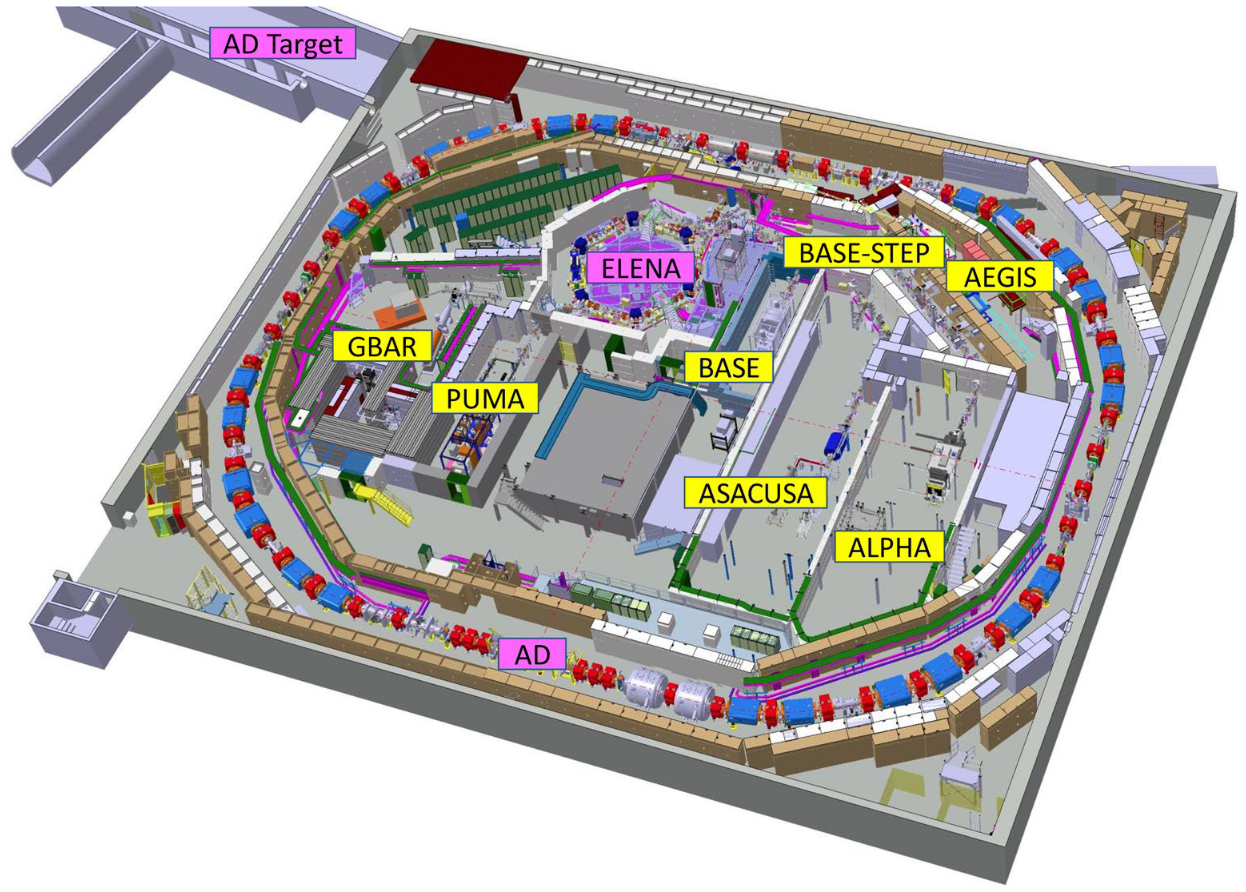 AD Target
ELENA
BASE-STEP
AEGIS
GBAR
PUMA
BASE
ASACUSA
ALPHA
AD